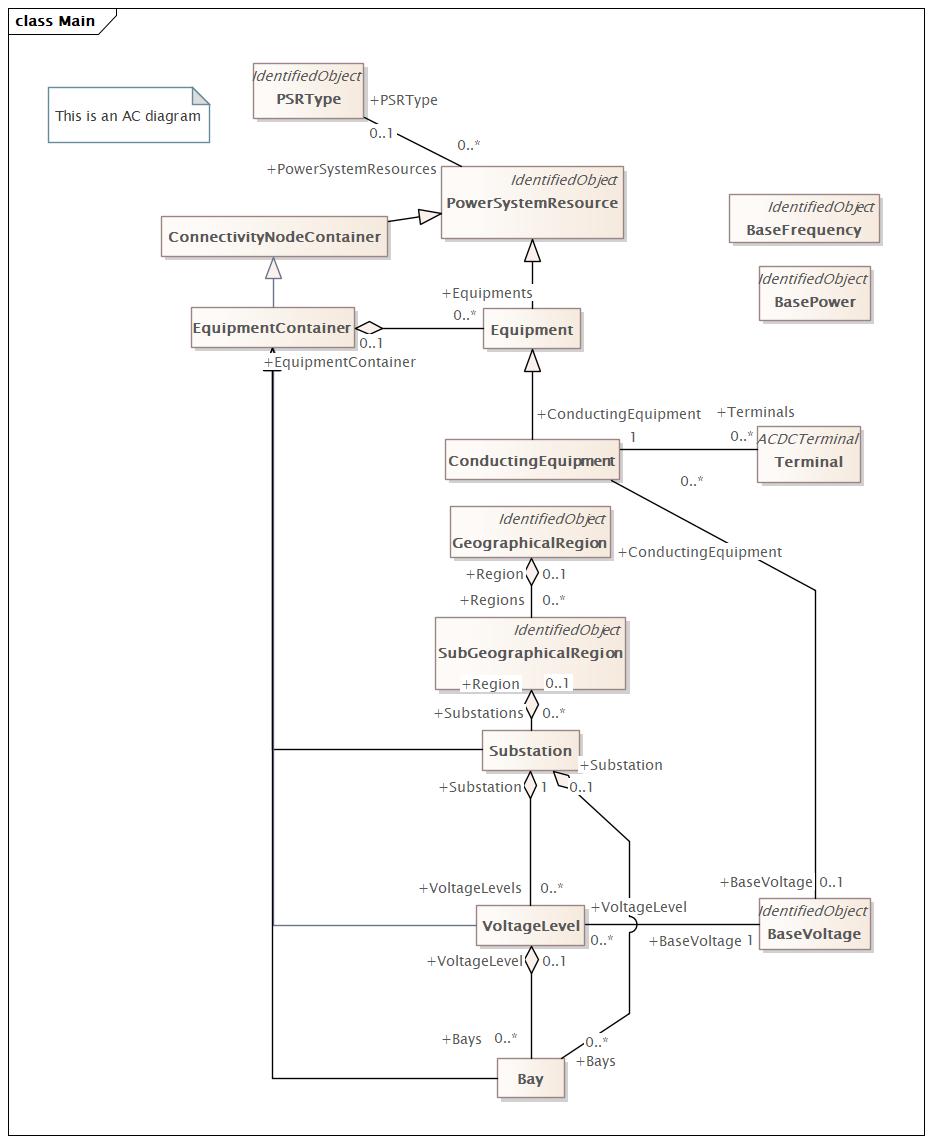 class Main
IdentifiedObject
PSRType
+PSRType
This is an AC diagram
0..1
0..*
+PowerSystemResources
IdentifiedObject
PowerSystemResource
IdentifiedObject
BaseFrequency
ConnectivityNodeContainer
IdentifiedObject
BasePower
+Equipments
0..*
EquipmentContainer
Equipment
0..1
+EquipmentContainer
+ConductingEquipment
1
+Terminals
0..*
ACDCTerminal
Terminal
ConductingEquipment
0..*
+ConductingEquipment
IdentifiedObject
GeographicalRegion
+Region 0..1
+Regions 0..*
IdentifiedObject
SubGeographicalRegion
+Region 0..1
+Substations 0..*
Substation
+Substation
+Substation 1
0..1
+VoltageLevels 0..*
+BaseVoltage 0..1
+VoltageLevel
VoltageLevel
0..*
+BaseVoltage 1
IdentifiedObject
BaseVoltage
+VoltageLevel 0..1
+Bays 0..*
0..*
+Bays
Bay